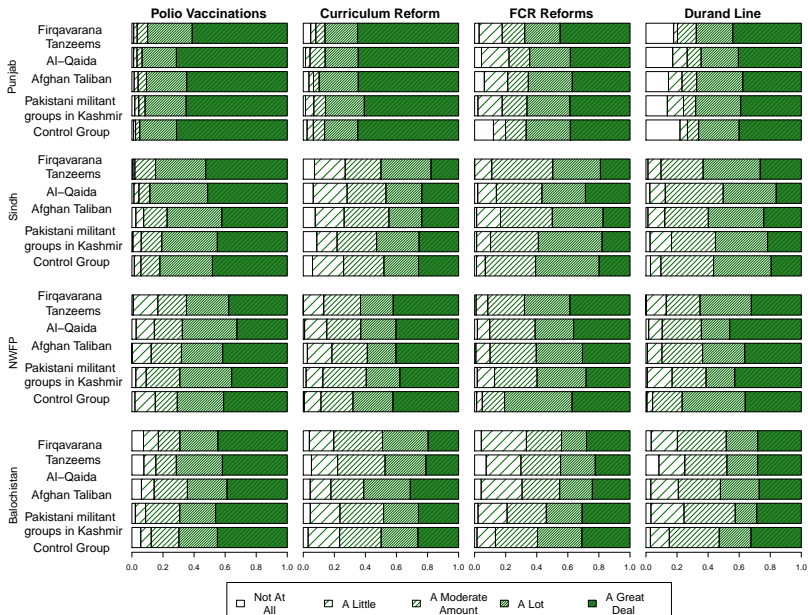 Polio Vaccinations Curriculum Reform FCR Reforms Durand Line
Punjab
Firqavarana
Tanzeems
Al−Qaida
Afghan Taliban
Pakistani militant
groups in Kashmir
Control Group
Sindh
Firqavarana
Tanzeems
Al−Qaida
Afghan Taliban
Pakistani militant
groups in Kashmir
Control Group
NWFP
Firqavarana
Tanzeems
Al−Qaida
Afghan Taliban
Pakistani militant
groups in Kashmir
Control Group
Balochistan
Firqavarana
Tanzeems
Al−Qaida
Afghan Taliban
Pakistani militant
groups in Kashmir
Control Group
0.0 0.2 0.4 0.6 0.8 1.0 0.0 0.2 0.4 0.6 0.8 1.0 0.0 0.2 0.4 0.6 0.8 1.0 0.0 0.2 0.4 0.6 0.8 1.0
Not At
All
A Little
A Moderate
Amount
A Lot
A Great
Deal